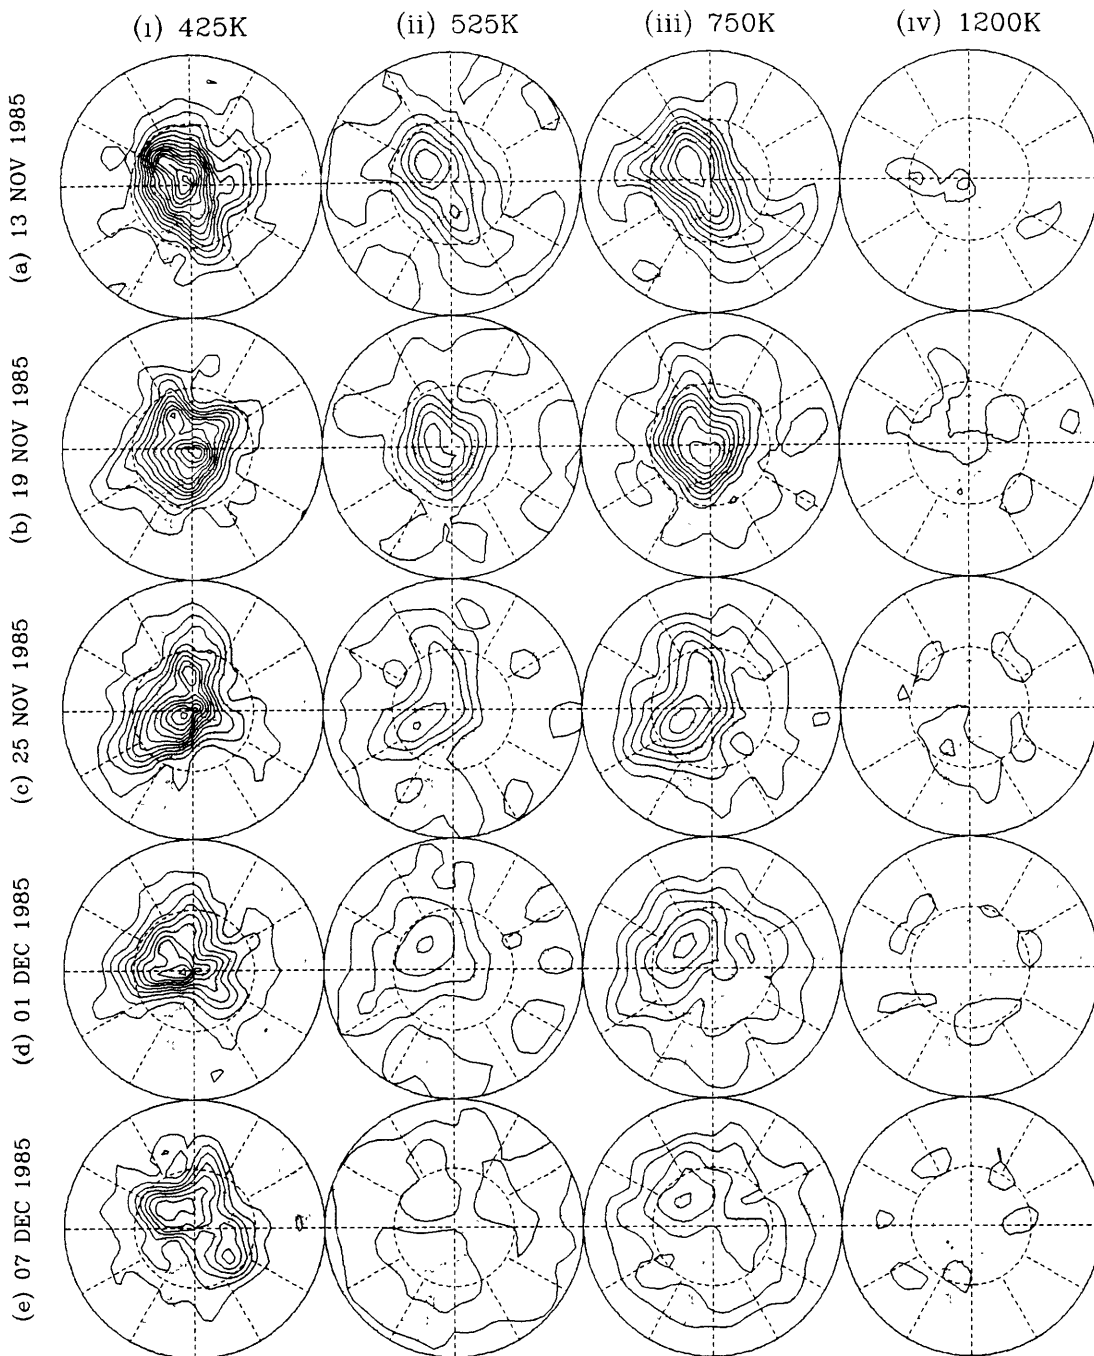 (i) 425K (ii) 525K (iii) 750K (iv) 1200K
(a) 13 NOV 1985
(b) 19 NOV 1985
(c) 25 NOV 1985
(d) 01 DEC 1985
(e) 07 DEC 1985